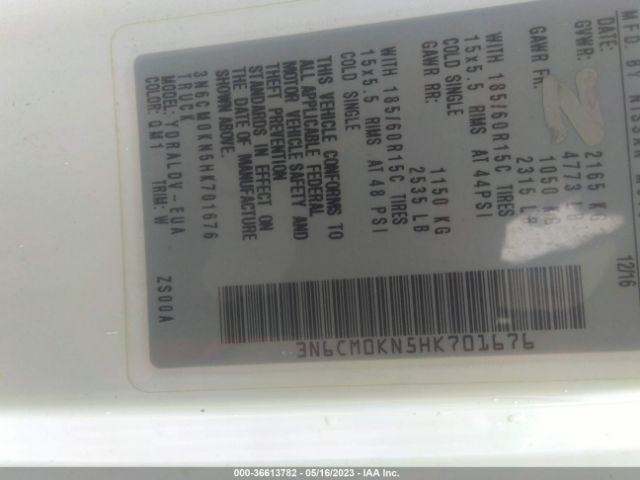 MFD. BY NISSAN M
DATE: 12/16
GVWR: 2165 KG
4773 LB
GAWR FR: 1050 KG
2315 LB
WITH 185/60R15C TIRES
15x5.5 RIMS AT 44PSI
COLD SINGLE
GAWR RR: 1150 KG
2535 LB
WITH 185/60R15C TIRES
15x5.5 RIMS AT 48 PSI
COLD SINGLE
THIS VEHICLE CONFORMS TO
ALL APPLICABLE FEDERAL
MOTOR VEHICLE SAFETY AND
THEFT PREVENTION
STANDARDS IN EFFECT ON
THE DATE OF MANUFACTURE
SHOWN ABOVE.
3N6CM0KN5HK701676
TRUCK
MODEL: YDRALDV-EUA
COLOR: QM1 TRIM: W
ZS00A
3N6CM0KN5HK701676
000-36613782 - 05/16/2023 - IAA Inc.